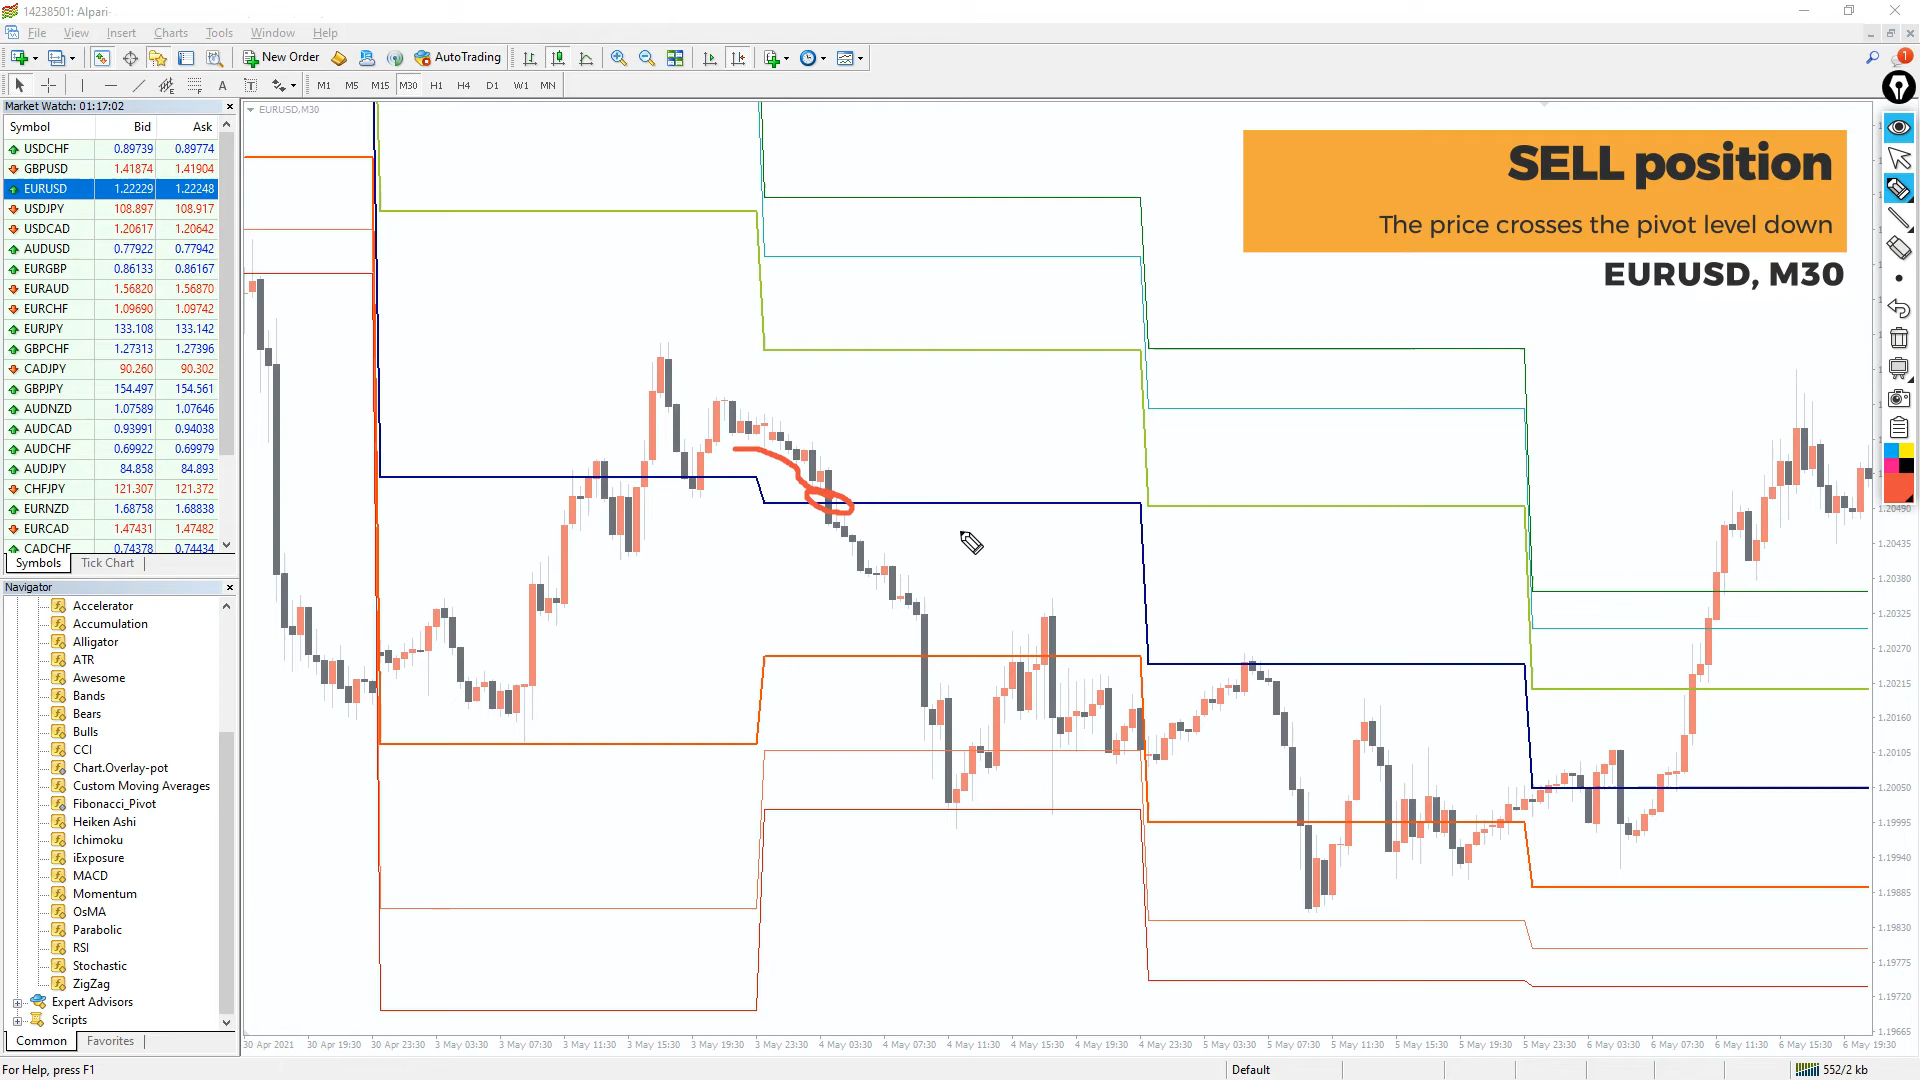 14238501: Alpari-
File View Insert Charts Tools Window Help
New Order AutoTrading
A T M1 M5 M15 M30 H1 H4 D1 W1 MN
1
Market Watch: 01:17:02
Symbol Bid Ask
USDCHF 0.89739 0.89774
GBPUSD 1.41874 1.41904
EURUSD 1.22229 1.22248
USDJPY 108.897 108.917
USDCAD 1.20617 1.20642
AUDUSD 0.77922 0.77942
EURGBP 0.86133 0.86167
EURAUD 1.56820 1.56870
EURCHF 1.09690 1.09742
EURJPY 133.108 133.142
GBPCHF 1.27313 1.27396
CADJPY 90.260 90.302
GBPJPY 154.497 154.561
AUDNZD 1.07589 1.07646
AUDCAD 0.93991 0.94038
AUDCHF 0.69922 0.69979
AUDJPY 84.858 84.893
CHFJPY 121.307 121.372
EURNZD 1.68758 1.68838
EURCAD 1.47431 1.47482
CADCHF 0.74378 0.74434
Symbols Tick Chart
Navigator
Accelerator
Accumulation
Alligator
ATR
Awesome
Bands
Bears
Bulls
CCI
Chart.Overlay-pot
Custom Moving Averages
Fibonacci_Pivot
Heiken Ashi
Ichimoku
iExposure
MACD
Momentum
OsMA
Parabolic
RSI
Stochastic
ZigZag
Expert Advisors
Scripts
Common Favorites
EURUSD,M30
SELL position
The price crosses the pivot level down
EURUSD, M30
1.20490
1.20435
1.20380
1.20325
1.20270
1.20215
1.20160
1.20105
1.20050
1.19995
1.19940
1.19885
1.19830
1.19775
1.19720
1.19665
30 Apr 2021 30 Apr 19:30 30 Apr 23:30 3 May 03:30 3 May 07:30 3 May 11:30 3 May 15:30 3 May 19:30 3 May 23:30 4 May 03:30 4 May 07:30 4 May 11:30 4 May 15:30 4 May 19:30 4 May 23:30 5 May 03:30 5 May 07:30 5 May 11:30 5 May 15:30 5 May 19:30 5 May 23:30 6 May 03:30 6 May 07:30 6 May 11:30 6 May 15:30 6 May 19:30
For Help, press F1 Default 552/2 kb